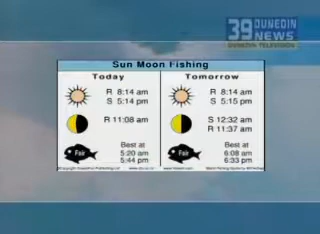 39 DUNEDIN
NEWS
DUNEDIN TELEVISION
Sun Moon Fishing
Today
Tomorrow
R 8:14 am
S 5:14 pm
R 8:14 am
S 5:15 pm
R 11:08 am
S 12:32 am
R 11:37 am
Fair
Best at
5:20 am
5:44 pm
Fair
Best at
6:08 am
6:33 pm